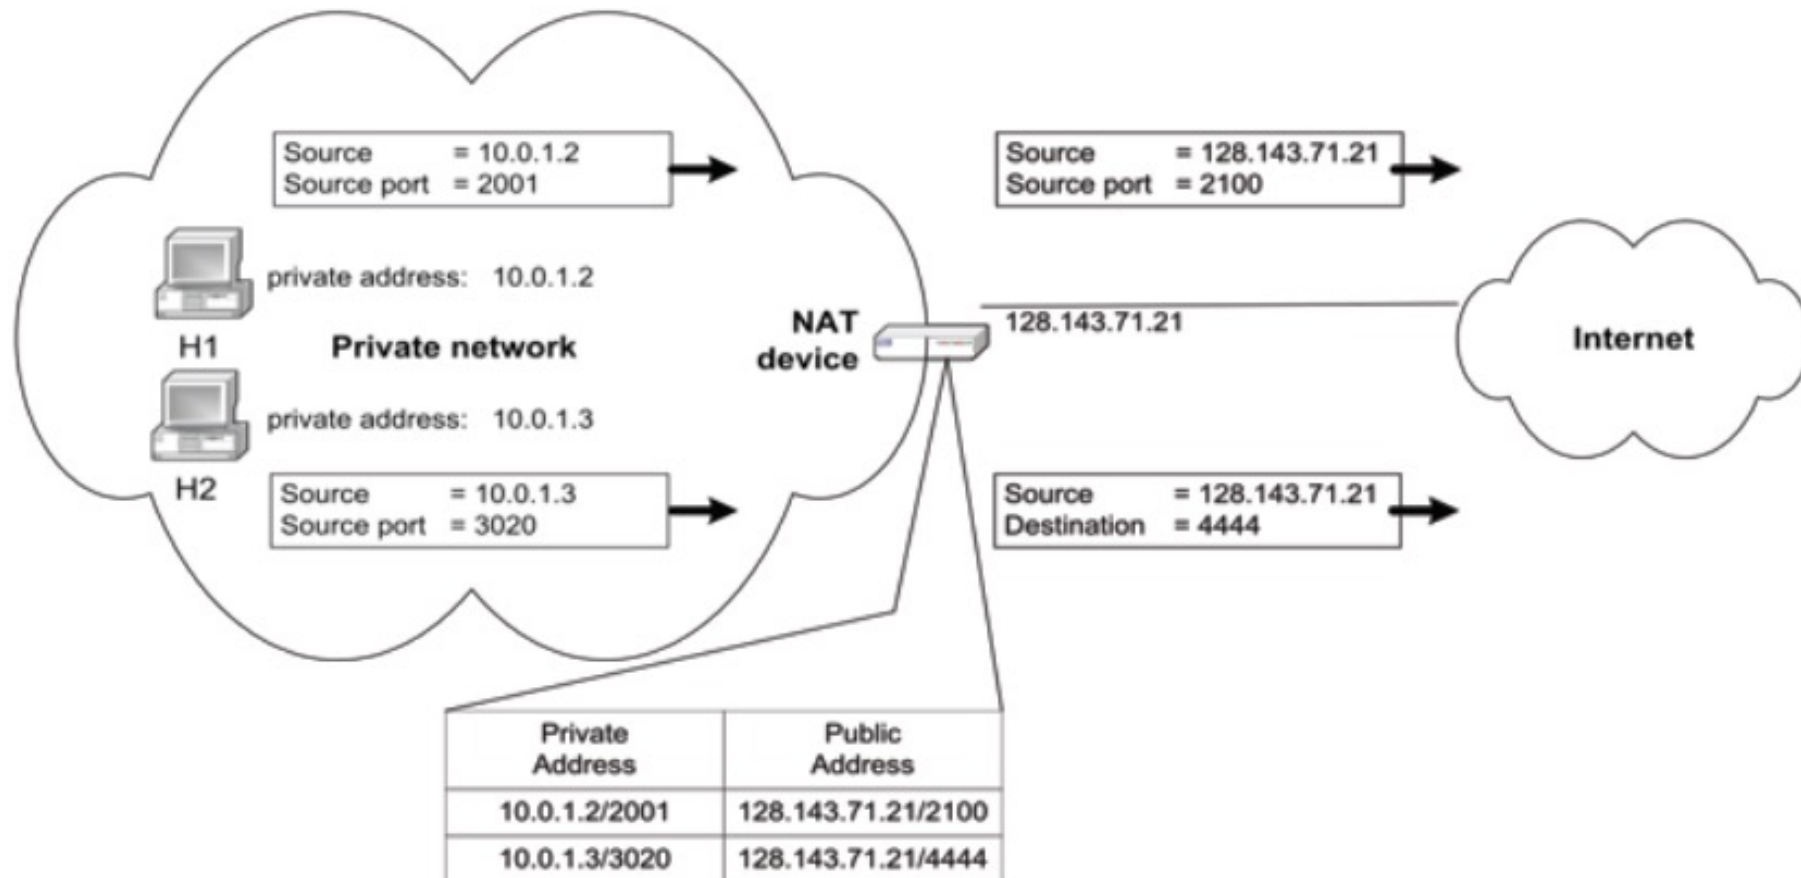 Source = 10.0.1.2
Source port = 2001
Source = 128.143.71.21
Source port = 2100
private address: 10.0.1.2
H1
Private network
NAT
device
128.143.71.21
Internet
private address: 10.0.1.3
H2
Source = 10.0.1.3
Source port = 3020
Source = 128.143.71.21
Destination = 4444
Private
Address
Public
Address
10.0.1.2/2001
128.143.71.21/2100
10.0.1.3/3020
128.143.71.21/4444